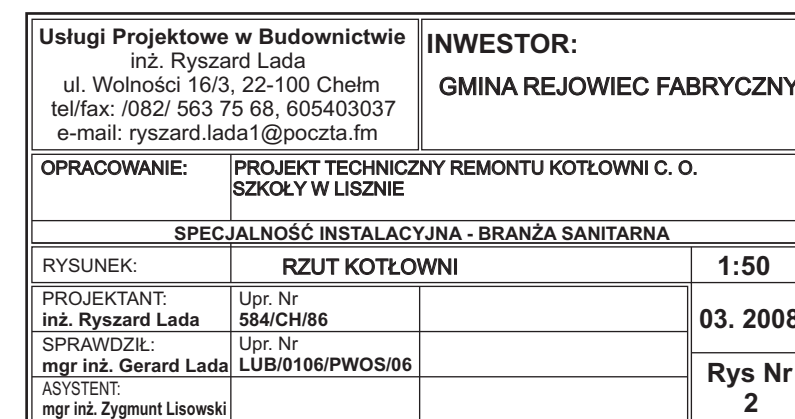 Usługi Projektowe w Budownictwie
inż. Ryszard Lada
ul. Wolności 16/3, 22-100 Chełm
tel/fax: /082/ 563 75 68, 605403037
e-mail: ryszard.lada1@poczta.fm
INWESTOR:
GMINA REJOWIEC FABRYCZNY
OPRACOWANIE:
PROJEKT TECHNICZNY REMONTU KOTŁOWNI C. O.
SZKOŁY W LISZNIE
SPECJALNOŚĆ INSTALACYJNA - BRANŻA SANITARNA
RYSUNEK:
RZUT KOTŁOWNI
1:50
PROJEKTANT:
inż. Ryszard Lada
Upr. Nr
584/CH/86
03. 2008
SPRAWDZIŁ:
mgr inż. Gerard Lada
Upr. Nr
LUB/0106/PWOS/06
Rys Nr
2
ASYSTENT:
mgr inż. Zygmunt Lisowski